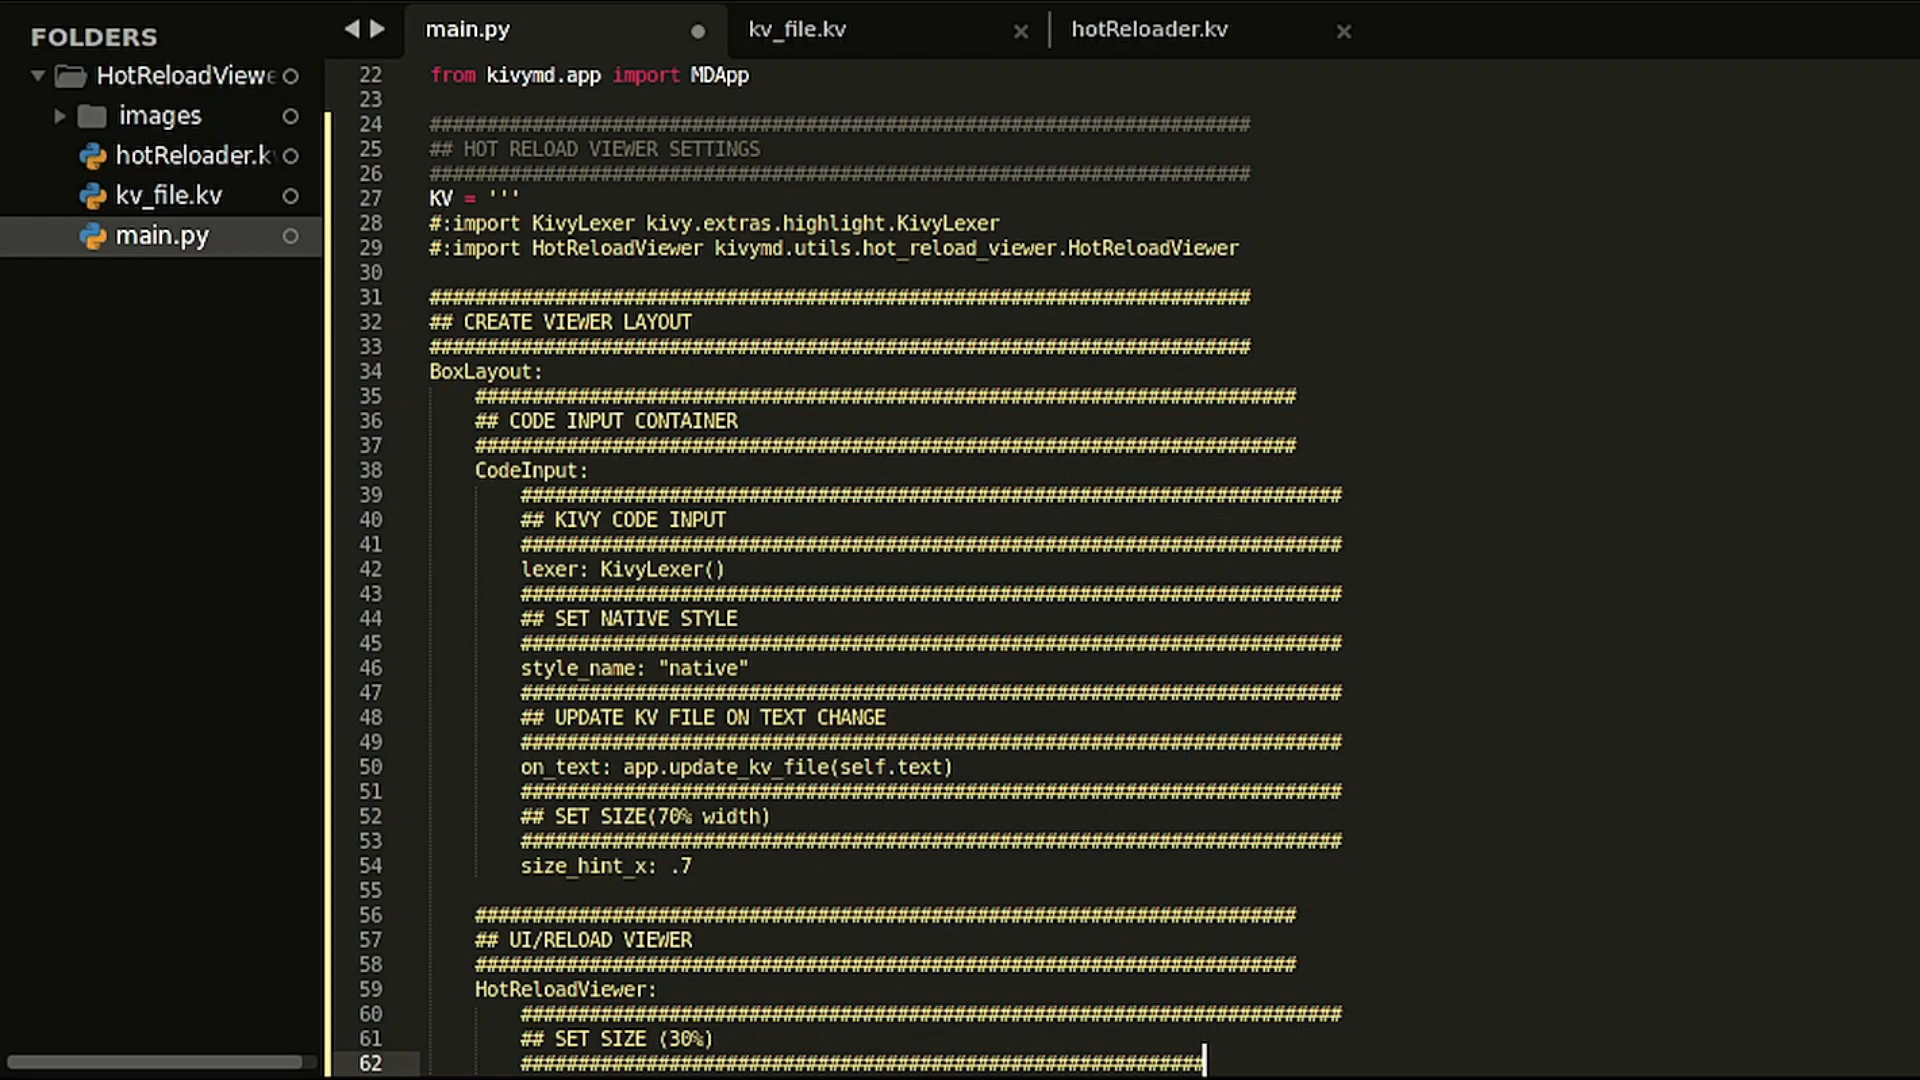 FOLDERS
HotReloadViewe
images
hotReloader.k
kv_file.kv
main.py
main.py
kv_file.kv
hotReloader.kv
22 from kivymd.app import MDApp
23
24 ########################################################################
25 ## HOT RELOAD VIEWER SETTINGS
26 ########################################################################
27 KV = '''
28 #:import KivyLexer kivy.extras.highlight.KivyLexer
29 #:import HotReloadViewer kivymd.utils.hot_reload_viewer.HotReloadViewer
30
31 ########################################################################
32 ## CREATE VIEWER LAYOUT
33 ########################################################################
34 BoxLayout:
35 ########################################################################
36 ## CODE INPUT CONTAINER
37 ########################################################################
38 CodeInput:
39 ########################################################################
40 ## KIVY CODE INPUT
41 ########################################################################
42 lexer: KivyLexer()
43 ########################################################################
44 ## SET NATIVE STYLE
45 ########################################################################
46 style_name: "native"
47 ########################################################################
48 ## UPDATE KV FILE ON TEXT CHANGE
49 ########################################################################
50 on_text: app.update_kv_file(self.text)
51 ########################################################################
52 ## SET SIZE(70% width)
53 ########################################################################
54 size_hint_x: .7
55
56 ########################################################################
57 ## UI/RELOAD VIEWER
58 ########################################################################
59 HotReloadViewer:
60 ########################################################################
61 ## SET SIZE (30%)
62 ############################################################